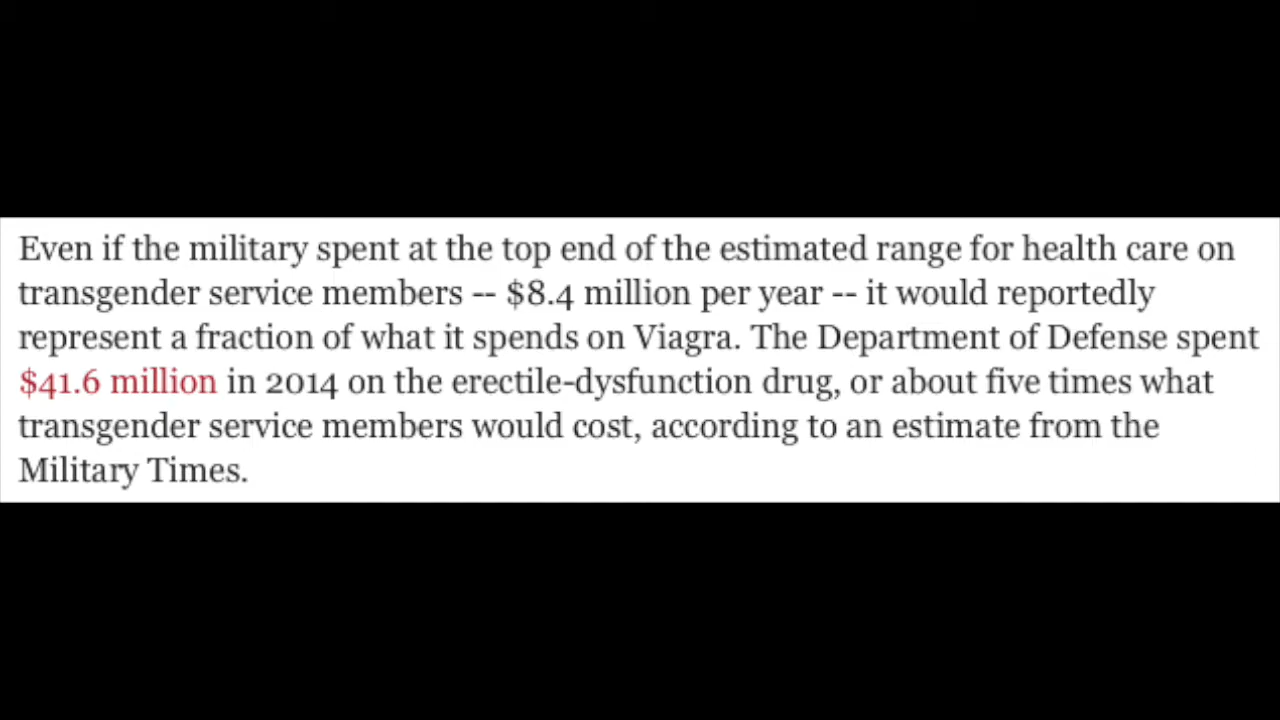 Even if the military spent at the top end of the estimated range for health care on
transgender service members -- $8.4 million per year -- it would reportedly
represent a fraction of what it spends on Viagra. The Department of Defense spent
$41.6 million in 2014 on the erectile-dysfunction drug, or about five times what
transgender service members would cost, according to an estimate from the
Military Times.